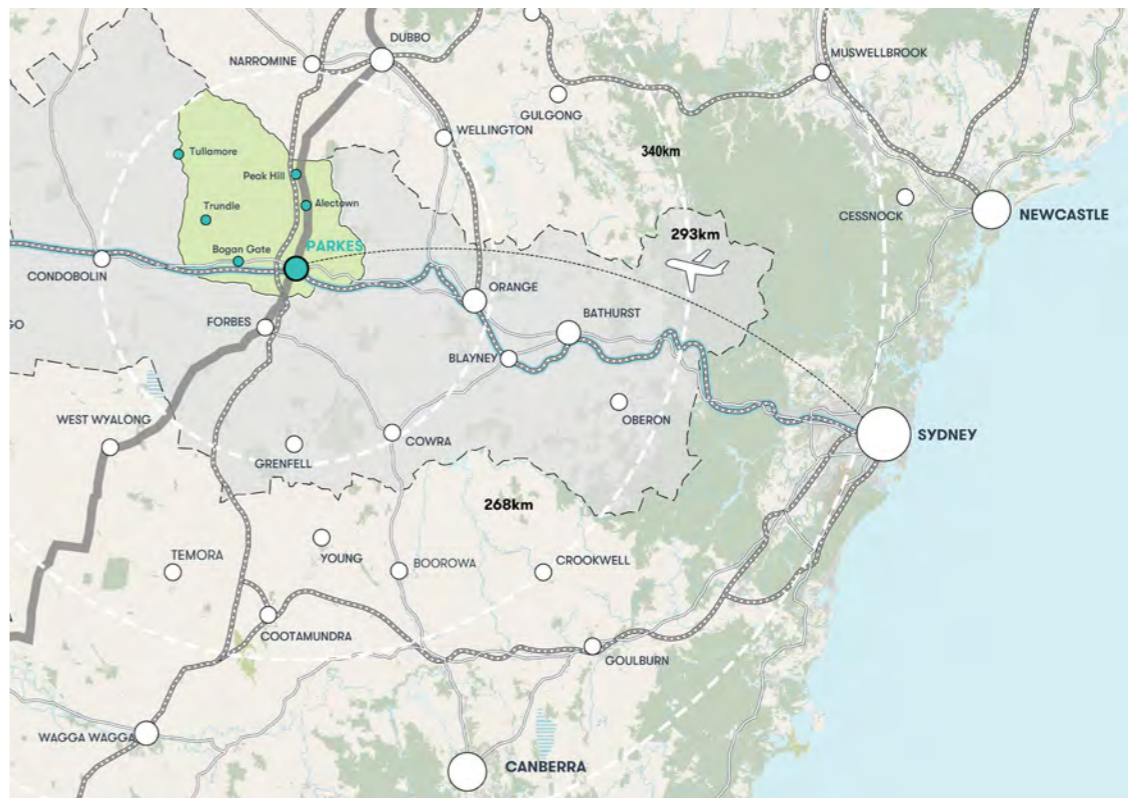 DUBBO
NARROMINE
MUSWELLBROOK
GULGONG
WELLINGTON
340km
Tullamore
Peak Hill
CESSNOCK
Trundle
Alectown
NEWCASTLE
293km
PARKES
Bogan Gate
CONDOBOLIN
ORANGE
GO
FORBES
BATHURST
BLAYNEY
OBERON
WEST WYALONG
SYDNEY
COWRA
GRENFELL
268km
TEMORA
YOUNG
BOOROWA
CROOKWELL
COOTAMUNDRA
GOULBURN
WAGGA WAGGA
CANBERRA